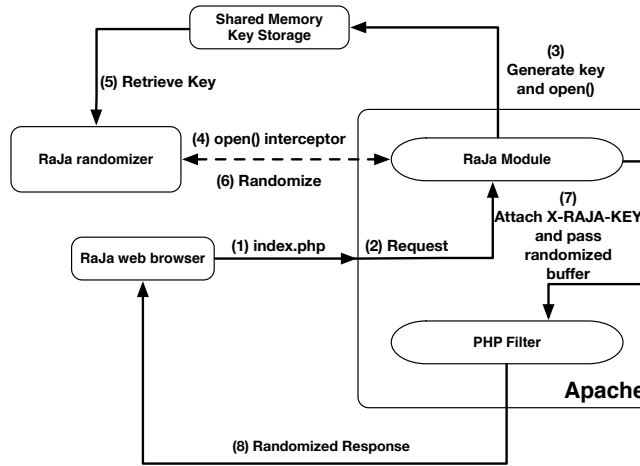 Shared Memory
Key Storage
(3)
Generate key
and open()
(5) Retrieve Key
(4) open() interceptor
RaJa randomizer
RaJa Module
(6) Randomize
(7)
Attach X-RAJA-KEY
and pass
randomized
buffer
(1) index.php
(2) Request
RaJa web browser
PHP Filter
Apache
(8) Randomized Response